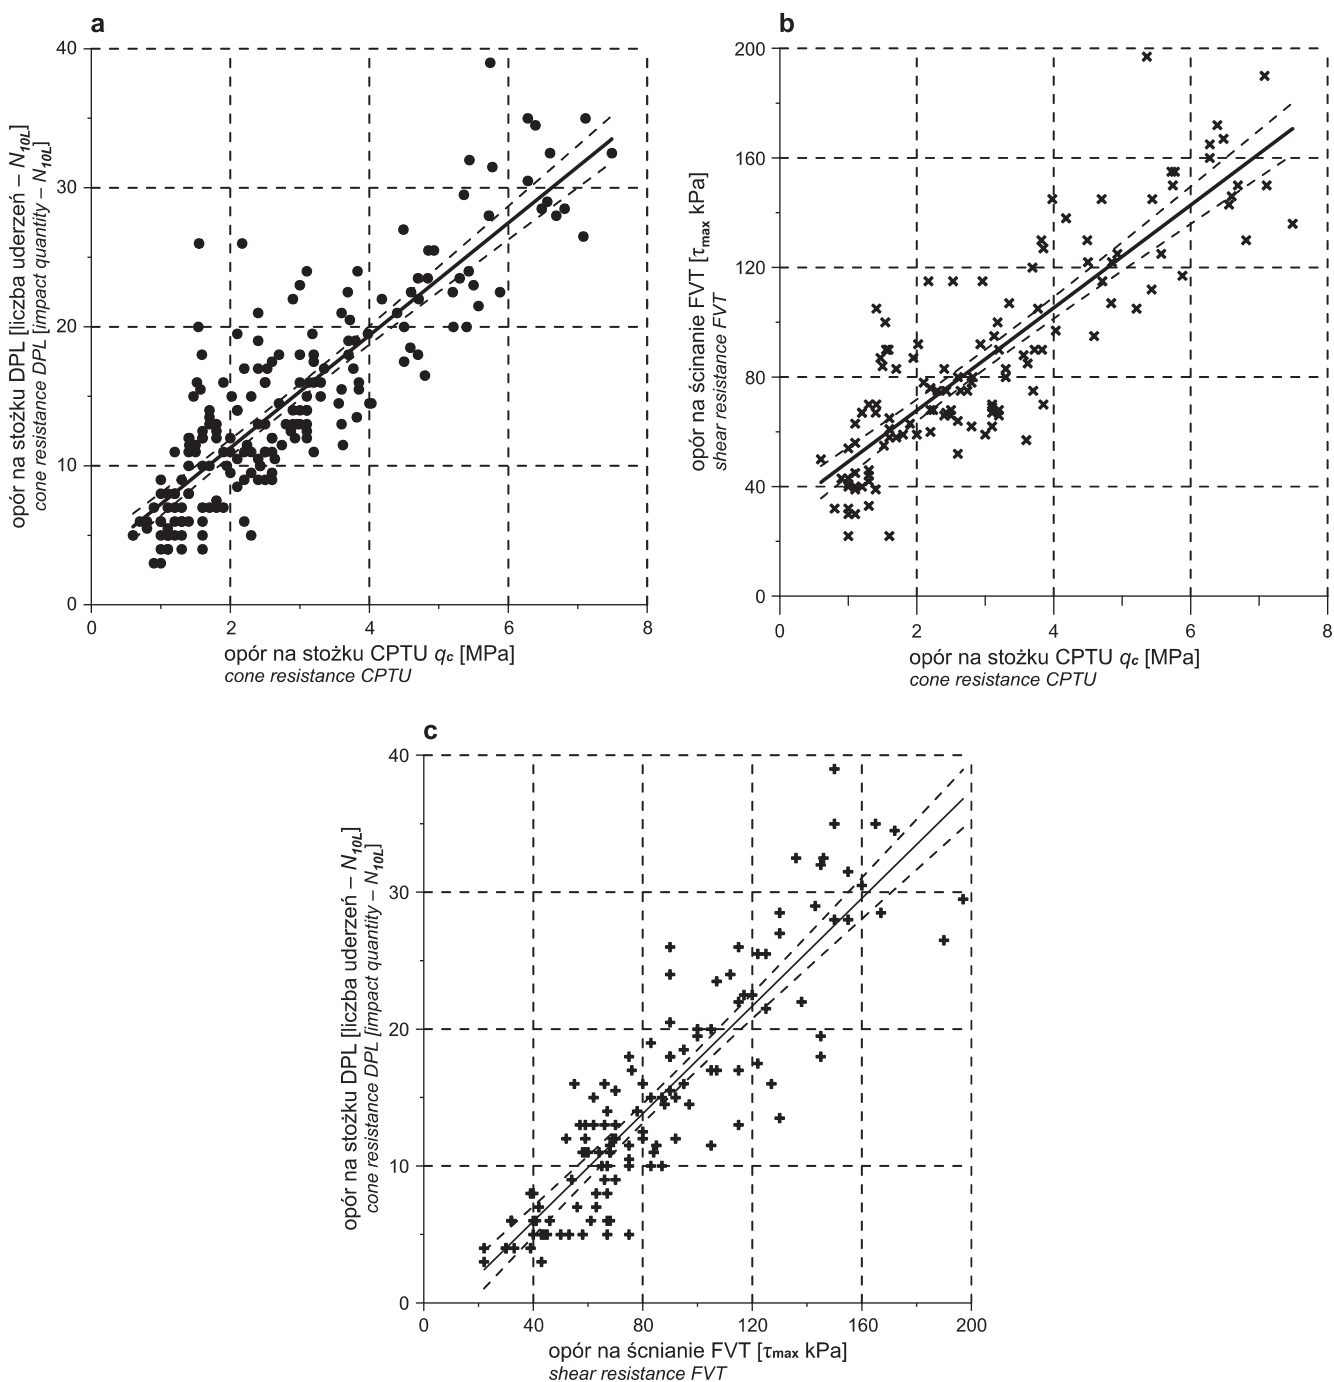 a
opór na stożku DPL [liczba uderzeń – N10L]
cone resistance DPL [impact quantity – N10L]
40
30
20
10
0
0 2 4 6 8
opór na stożku CPTU qc [MPa]
cone resistance CPTU
b
opór na ścinanie FVT [τmax kPa]
shear resistance FVT
200
160
120
80
40
0
0 2 4 6 8
opór na stożku CPTU qc [MPa]
cone resistance CPTU
c
opór na stożku DPL [liczba uderzeń – N10L]
cone resistance DPL [impact quantity – N10L]
40
30
20
10
0
0 40 80 120 160 200
opór na ścnianie FVT [τmax kPa]
shear resistance FVT